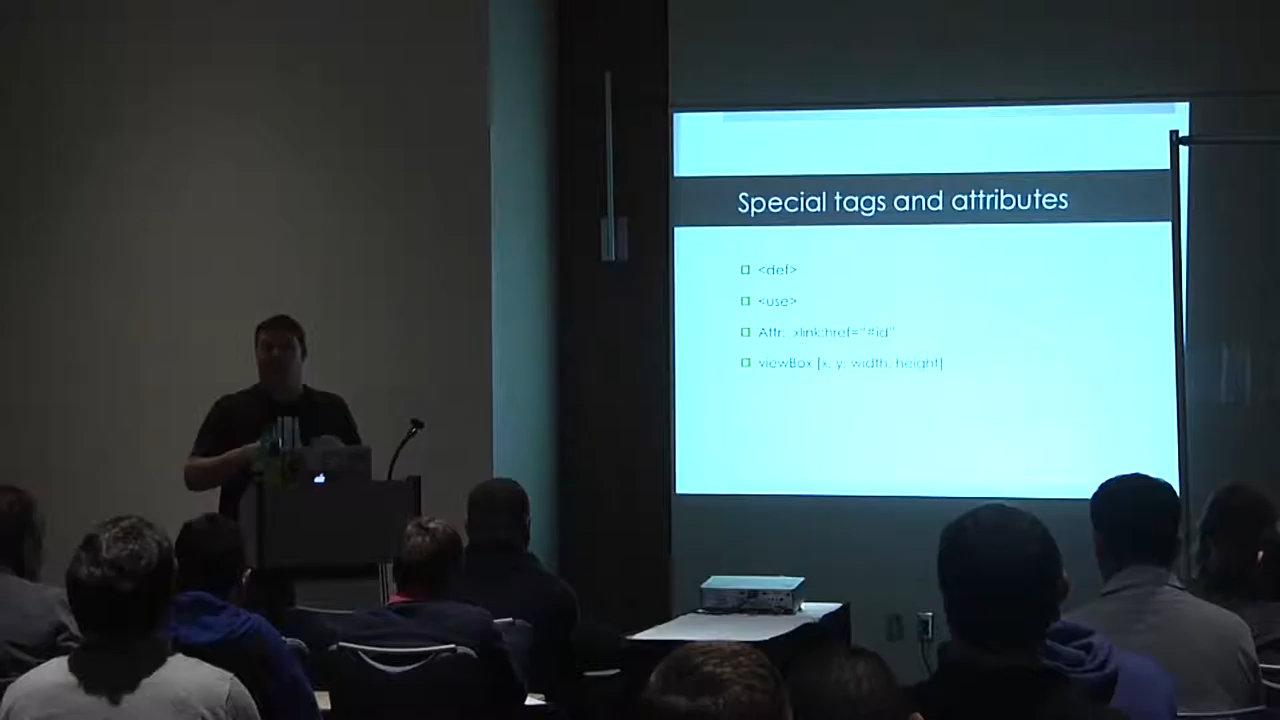 Special tags and attributes
<def>
<use>
Attr: xlink:href="#id"
viewBox [x, y, width, height]